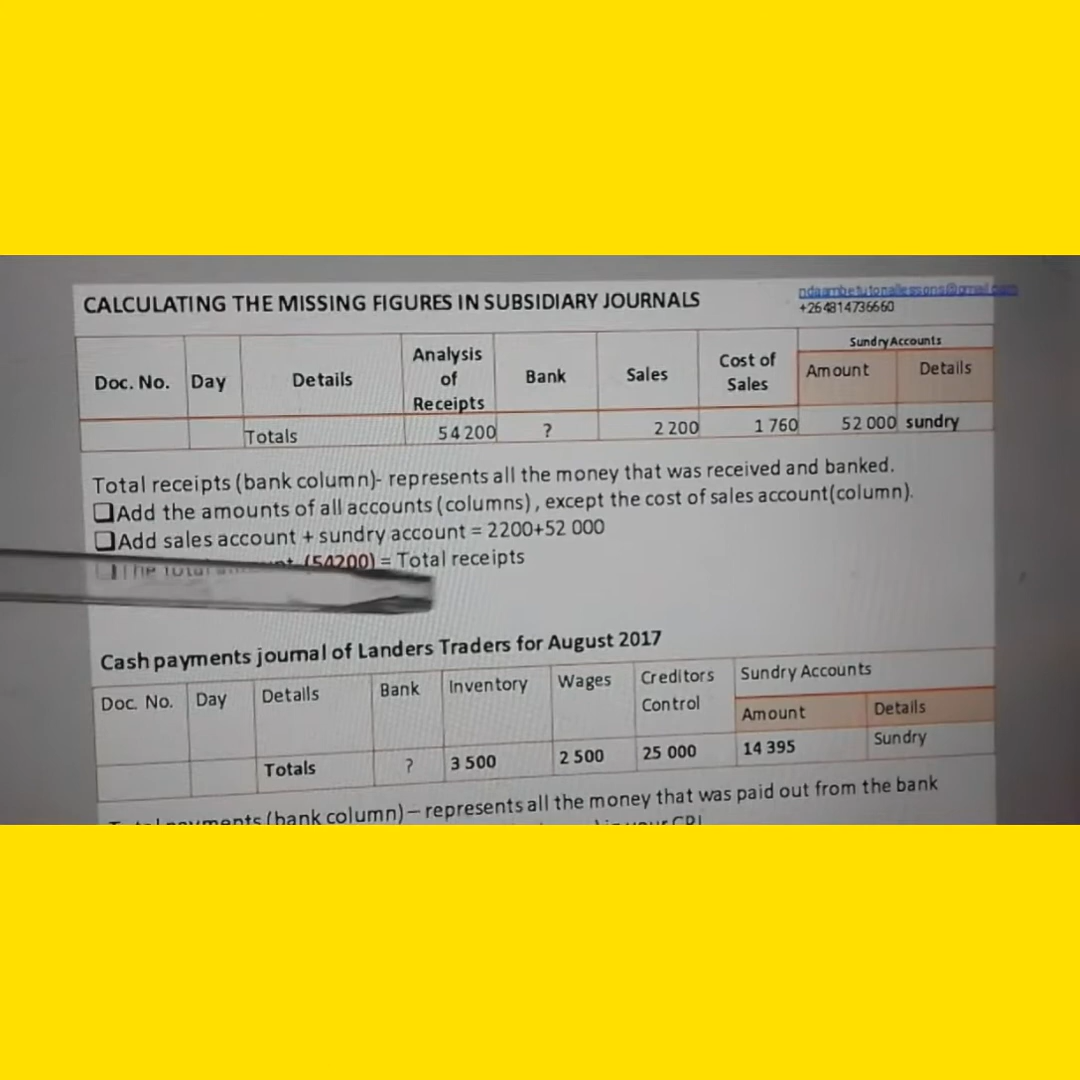 CALCULATING THE MISSING FIGURES IN SUBSIDIARY JOURNALS
+264814736660
Doc. No. Day Details Analysis of Receipts Bank Sales Cost of Sales Sundry Accounts Amount Details
Totals 54 200 ? 2 200 1 760 52 000 sundry
Total receipts (bank column)- represents all the money that was received and banked.
❑Add the amounts of all accounts (columns), except the cost of sales account(column).
❑Add sales account + sundry account = 2200+52 000
(54200) = Total receipts
Cash payments journal of Landers Traders for August 2017
Doc. No. Day Details Bank Inventory Wages Creditors Control Sundry Accounts Amount Details
Totals ? 3 500 2 500 25 000 14 395 Sundry
payments (bank column) – represents all the money that was paid out from the bank